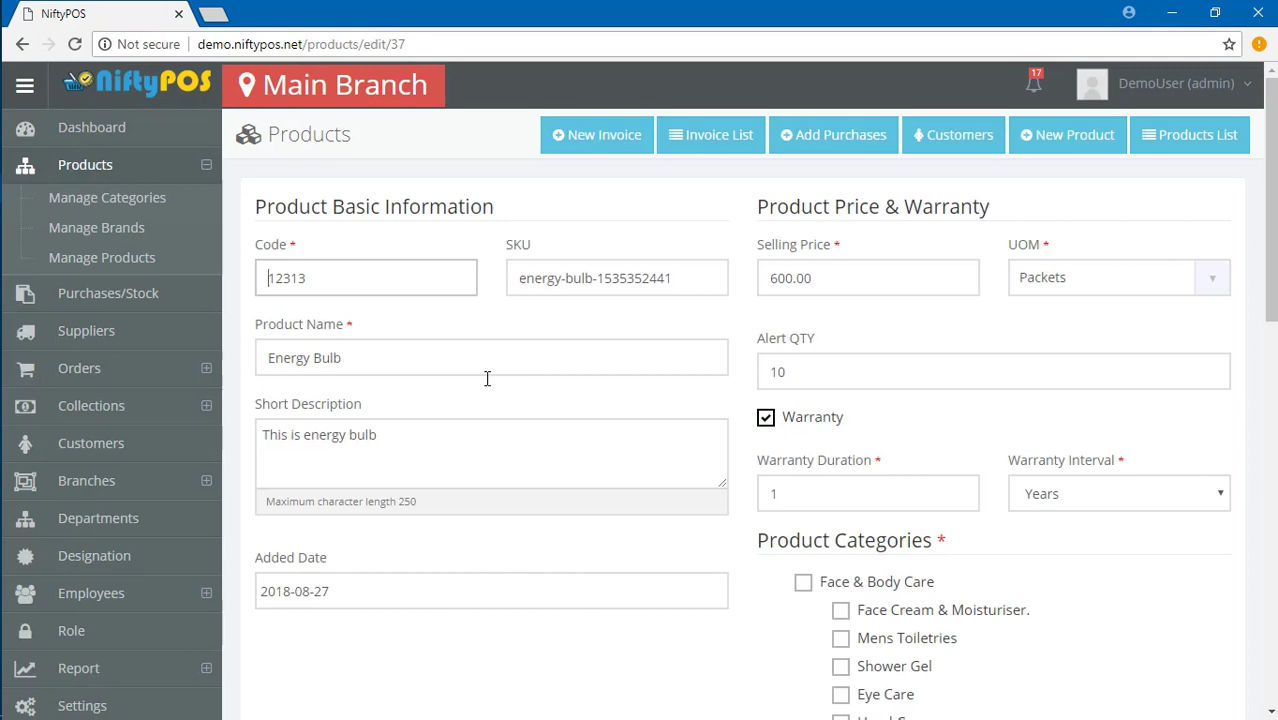 NiftyPOS
Not secure demo.niftypos.net/products/edit/37
NiftyPOS Main Branch 17 DemoUser (admin)
Products New Invoice Invoice List Add Purchases Customers New Product Products List
Dashboard
Products
Manage Categories
Manage Brands
Manage Products
Purchases/Stock
Suppliers
Orders
Collections
Customers
Branches
Departments
Designation
Employees
Role
Report
Settings
Product Basic Information
Code * SKU
12313 energy-bulb-1535352441
Product Name *
Energy Bulb
Short Description
This is energy bulb
Maximum character length 250
Added Date
2018-08-27
Product Price & Warranty
Selling Price * UOM *
600.00 Packets
Alert QTY
10
Warranty
Warranty Duration * Warranty Interval *
1 Years
Product Categories *
Face & Body Care
Face Cream & Moisturiser.
Mens Toiletries
Shower Gel
Eye Care